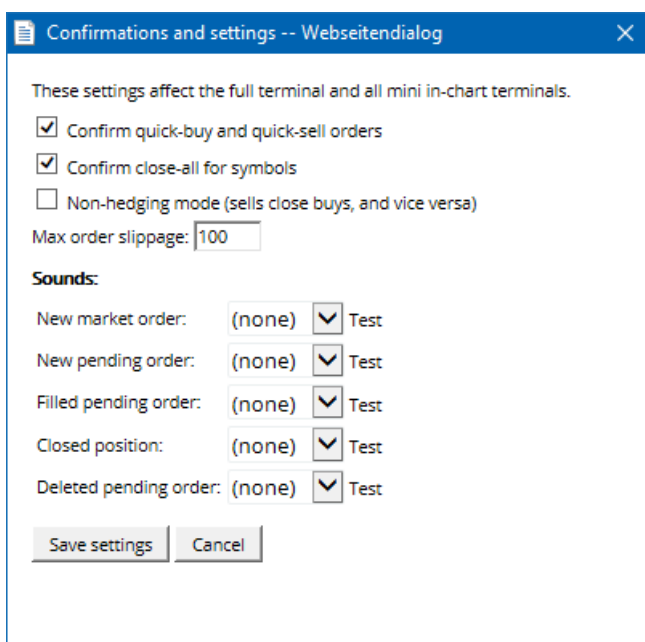 Confirmations and settings -- Webseitendialog
These settings affect the full terminal and all mini in-chart terminals.
Confirm quick-buy and quick-sell orders
Confirm close-all for symbols
Non-hedging mode (sells close buys, and vice versa)
Max order slippage: 100
Sounds:
New market order: (none) Test
New pending order: (none) Test
Filled pending order: (none) Test
Closed position: (none) Test
Deleted pending order: (none) Test
Save settings Cancel